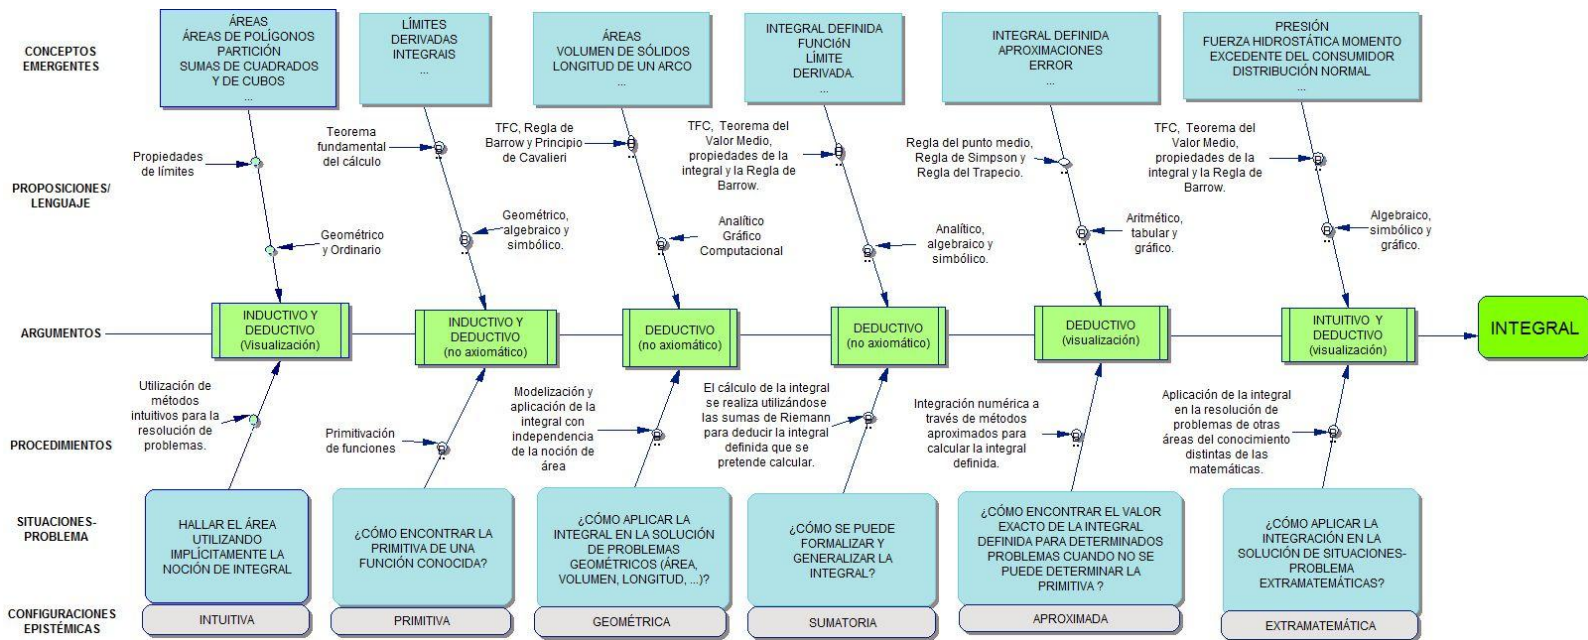 CONCEPTOS
EMERGENTES
ÁREAS
ÁREAS DE POLÍGONOS
PARTICIÓN
SUMAS DE CUADRADOS
Y DE CUBOS
...
LÍMITES
DERIVADAS
INTEGRAIS
...
ÁREAS
VOLUMEN DE SÓLIDOS
LONGITUD DE UN ARCO
...
INTEGRAL DEFINIDA
FUNCIÓN
LÍMITE
DERIVADA.
...
INTEGRAL DEFINIDA
APROXIMACIONES
ERROR
...
PRESIÓN
FUERZA HIDROSTÁTICA MOMENTO
EXCEDENTE DEL CONSUMIDOR
DISTRIBUCIÓN NORMAL
...
PROPOSICIONES/
LENGUAJE
Propiedades
de límites
Geométrico
y Ordinario
Teorema
fundamental
del cálculo
Geométrico,
algebraico y
simbólico.
TFC, Regla de
Barrow y Principio
de Cavalieri
Analítico
Gráfico
Computacional
TFC, Teorema del
Valor Medio,
propiedades de la
integral y la Regla de
Barrow.
Analítico,
algebraico y
simbólico.
Regla del punto medio,
Regla de Simpson y
Regla del Trapecio.
Aritmético,
tabular y
gráfico.
TFC, Teorema del
Valor Medio,
propiedades de la
integral y la Regla de
Barrow.
Algebraico,
simbólico y
gráfico.
ARGUMENTOS
INDUCTIVO Y
DEDUCTIVO
(Visualización)
INDUCTIVO Y
DEDUCTIVO
(no axiomático)
DEDUCTIVO
(no axiomático)
DEDUCTIVO
(no axiomático)
DEDUCTIVO
(visualización)
INTUITIVO Y
DEDUCTIVO
(visualización)
INTEGRAL
PROCEDIMIENTOS
Utilización de
métodos
intuitivos para la
resolución de
problemas.
Primitivación
de funciones
Modelización y
aplicación de la
integral con
independencia
de la noción de
área
El cálculo de la integral
se realiza utilizándose
las sumas de Riemann
para deducir la integral
definida que se
pretende calcular.
Integración numérica a
través de métodos
aproximados para
calcular la integral
definida.
Aplicación de la integral
en la resolución de
problemas de otras
áreas del conocimiento
distintas de las
matemáticas.
SITUACIONES-
PROBLEMA
HALLAR EL ÁREA
UTILIZANDO
IMPLÍCITAMENTE LA
NOCIÓN DE INTEGRAL
¿CÓMO ENCONTRAR LA
PRIMITIVA DE UNA
FUNCIÓN CONOCIDA?
¿CÓMO APLICAR LA
INTEGRAL EN LA SOLUCIÓN
DE PROBLEMAS
GEOMÉTRICOS (ÁREA,
VOLUMEN, LONGITUD, ...)?
¿CÓMO SE PUEDE
FORMALIZAR Y
GENERALIZAR LA
INTEGRAL?
¿CÓMO ENCONTRAR EL VALOR
EXACTO DE LA INTEGRAL
DEFINIDA PARA DETERMINADOS
PROBLEMAS CUANDO NO SE
PUEDE DETERMINAR LA
PRIMITIVA ?
¿CÓMO APLICAR LA
INTEGRACIÓN EN LA
SOLUCIÓN DE SITUACIONES-
PROBLEMA
EXTRAMATEMÁTICAS?
CONFIGURACIONES
EPISTÉMICAS
INTUITIVA
PRIMITIVA
GEOMÉTRICA
SUMATORIA
APROXIMADA
EXTRAMATEMÁTICA